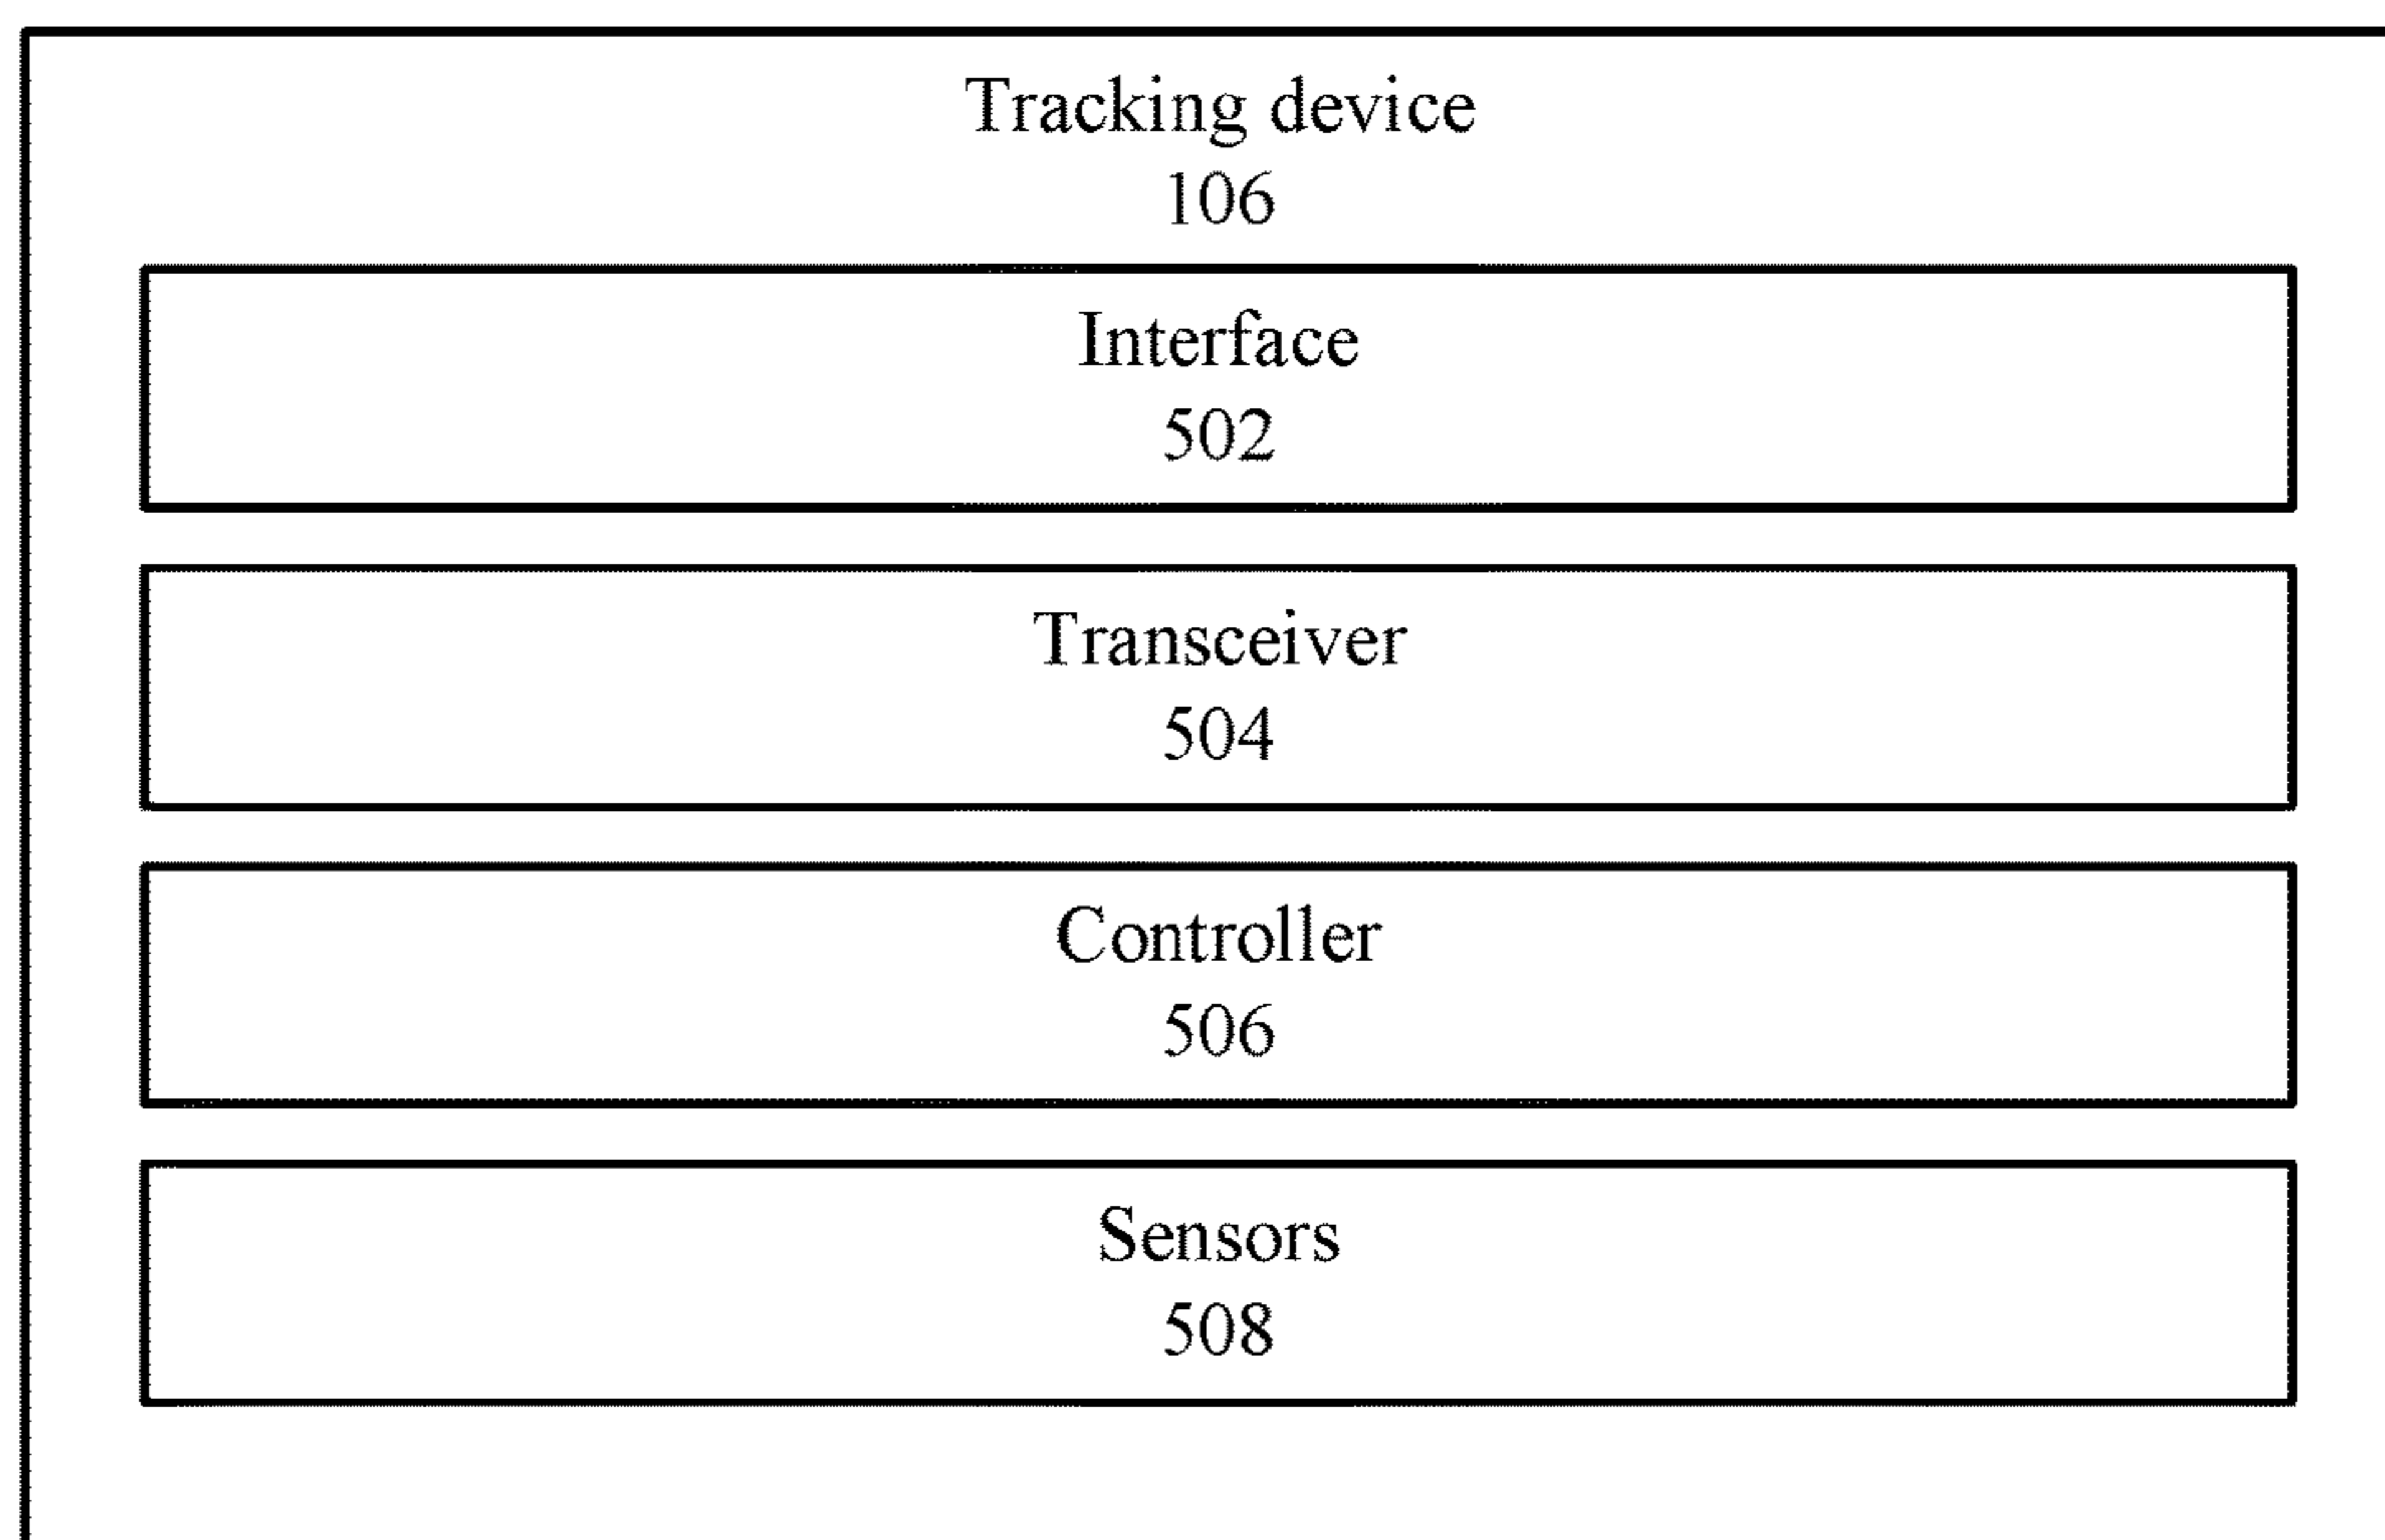 Tracking device
106
Interface
502
Transceiver
504
Controller
506
Sensors
508